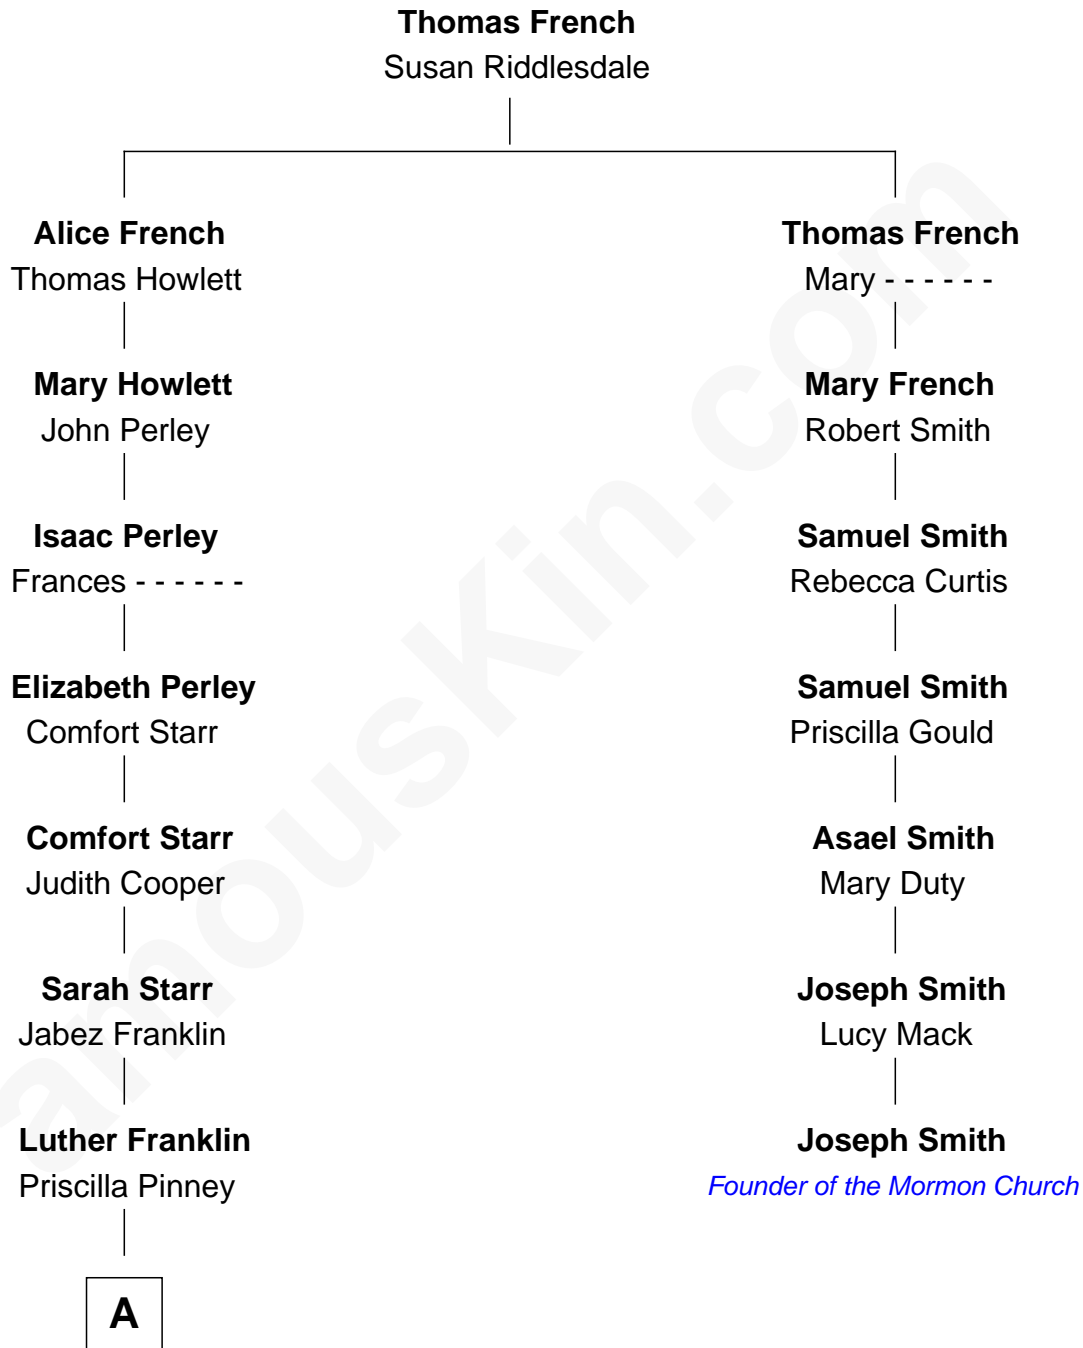 Thomas French
Susan Riddlesdale
Alice French
Thomas Howlett
Mary Howlett
John Perley
Isaac Perley
Frances - - - - - -
Elizabeth Perley
Comfort Starr
Comfort Starr
Judith Cooper
Sarah Starr
Jabez Franklin
Luther Franklin
Priscilla Pinney
A
Thomas French
Mary - - - - - -
Mary French
Robert Smith
Samuel Smith
Rebecca Curtis
Samuel Smith
Priscilla Gould
Asael Smith
Mary Duty
Joseph Smith
Lucy Mack
Joseph Smith
Founder of the Mormon Church
amousKin.com